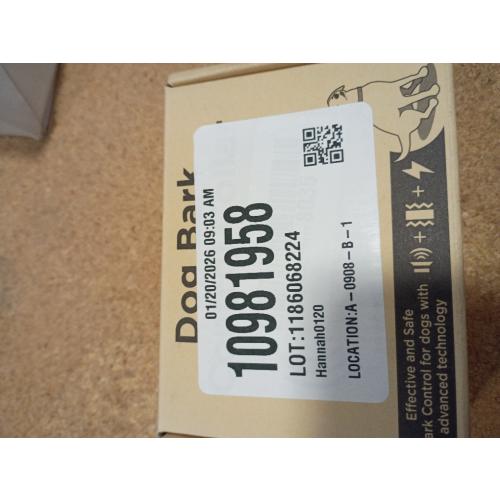 Dog Bark
01/20/2026 09:03 AM
10981958
LOT:1186068224
Hannah0120
LOCATION:A-0908-B-1
Effective and Safe
ark Control for dogs with
advanced technology